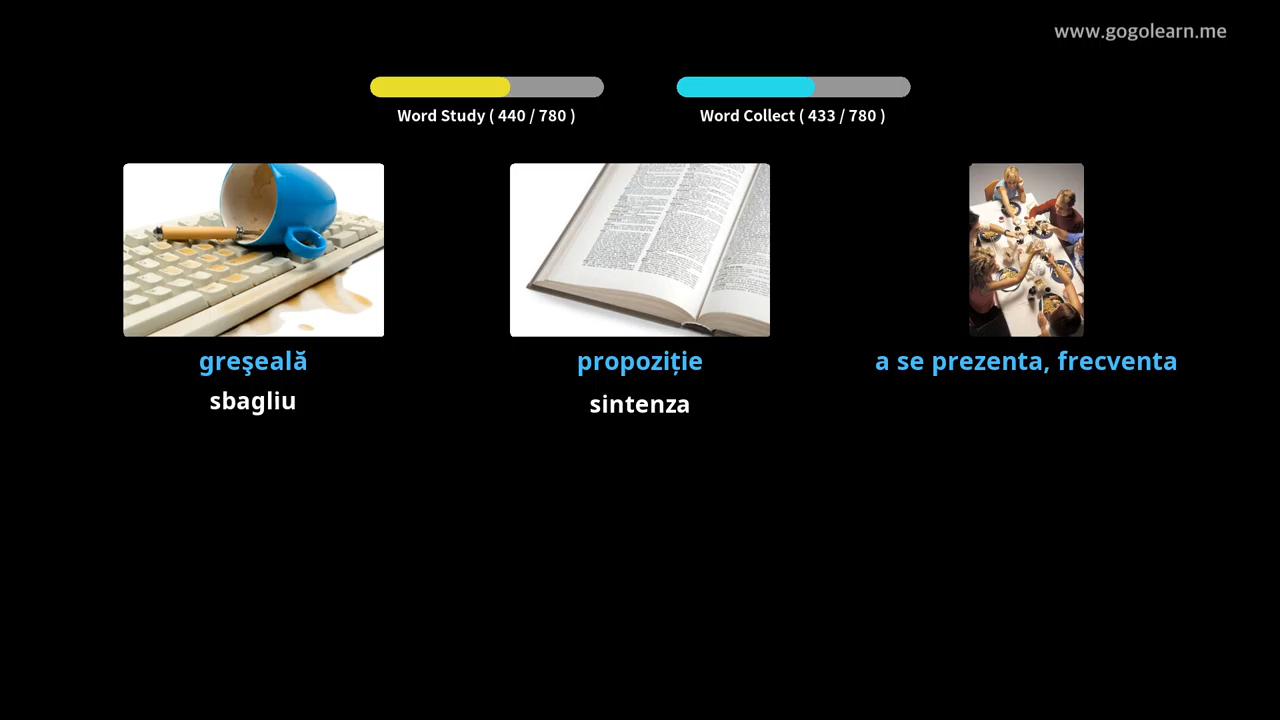 www.gogolearn.me
Word Study ( 440 / 780 )
Word Collect ( 433 / 780 )
greşeală
propoziție
a se prezenta, frecventa
sbagliu
sintenza